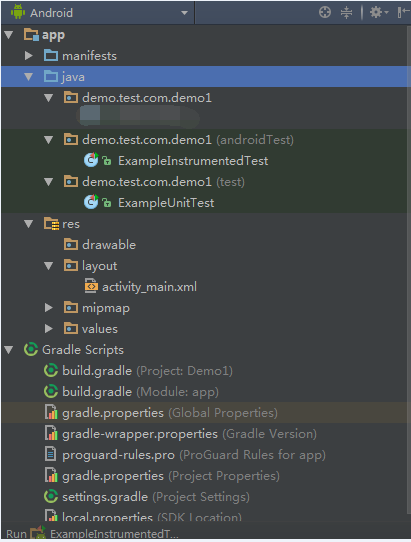 Android
app
manifests
java
demo.test.com.demo1
demo.test.com.demo1 (androidTest)
ExampleInstrumentedTest
demo.test.com.demo1 (test)
ExampleUnitTest
res
drawable
layout
activity_main.xml
mipmap
values
Gradle Scripts
build.gradle (Project: Demo1)
build.gradle (Module: app)
gradle.properties (Global Properties)
gradle-wrapper.properties (Gradle Version)
proguard-rules.pro (ProGuard Rules for app)
gradle.properties (Project Properties)
settings.gradle (Project Settings)
local.properties (SDK Location)
Run ExampleInstrumentedT...